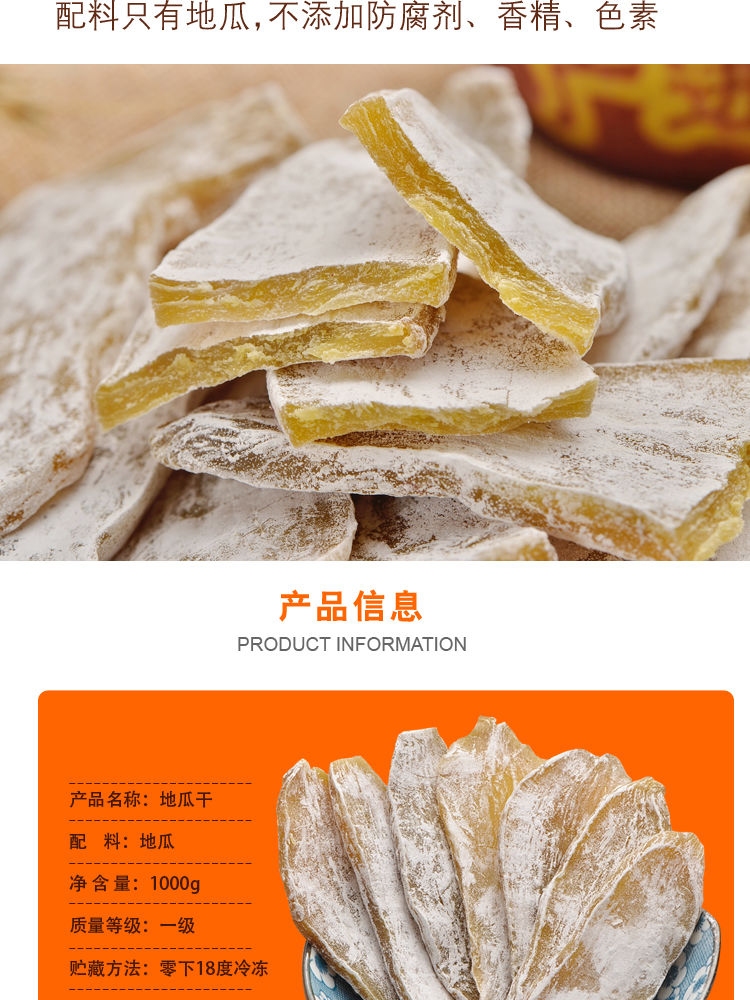 配料只有地瓜,不添加防腐剂、香精、色素
产品信息
PRODUCT INFORMATION
产品名称：地瓜干
配 料：地瓜
净 含 量：1000g
质量等级：一级
贮藏方法：零下18度冷冻